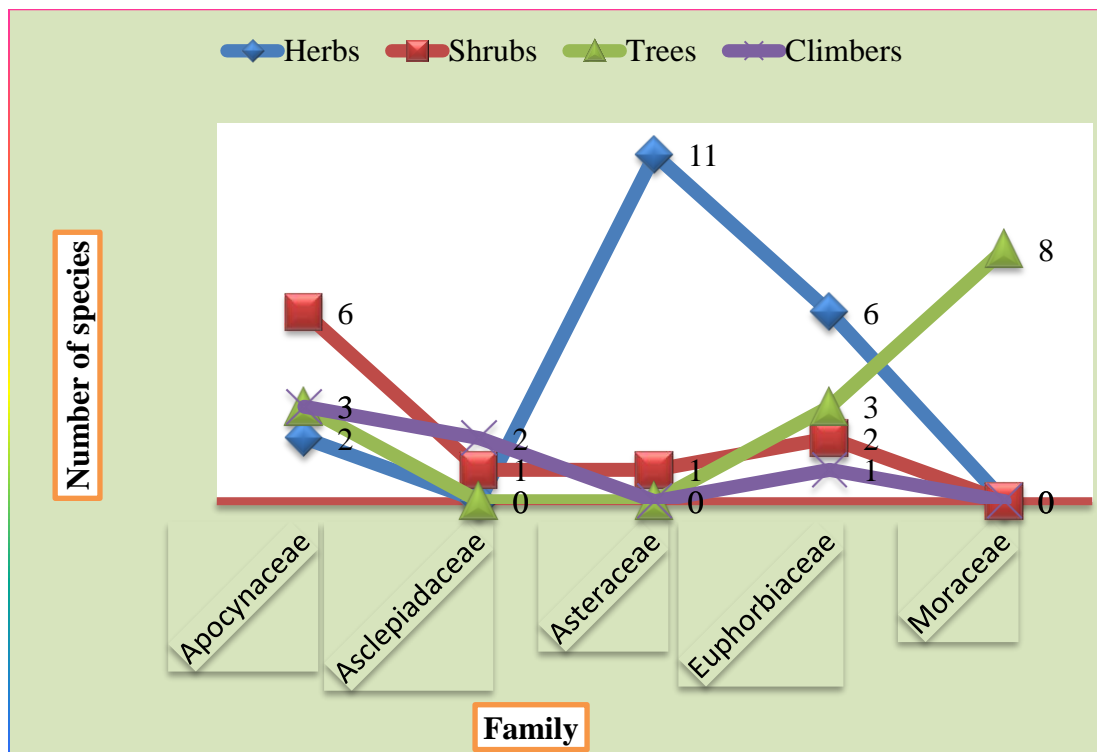 Herbs Shrubs Trees Climbers
11
8
6
6
3
3
2
2
2
1
1
1
0
0
0
0
Number of species
Apocynaceae
Asclepiadaceae
Asteraceae
Euphorbiaceae
Moraceae
Family